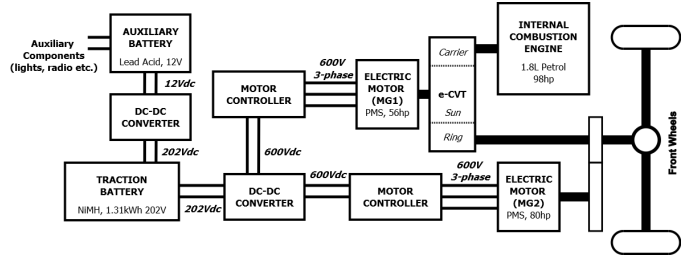 Auxiliary
Components
(lights, radio etc.)
AUXILIARY
BATTERY
Lead Acid, 12V
12Vdc
DC-DC
CONVERTER
202Vdc
TRACTION
BATTERY
NiMH, 1.31kWh 202V
202Vdc
DC-DC
CONVERTER
600Vdc
MOTOR
CONTROLLER
600V
3-phase
ELECTRIC
MOTOR
(MG1)
PMS, 56hp
Carrier
e-CVT
Sun
Ring
INTERNAL
COMBUSTION
ENGINE
1.8L Petrol
98hp
600Vdc
MOTOR
CONTROLLER
600V
3-phase
ELECTRIC
MOTOR
(MG2)
PMS, 80hp
Front Wheels